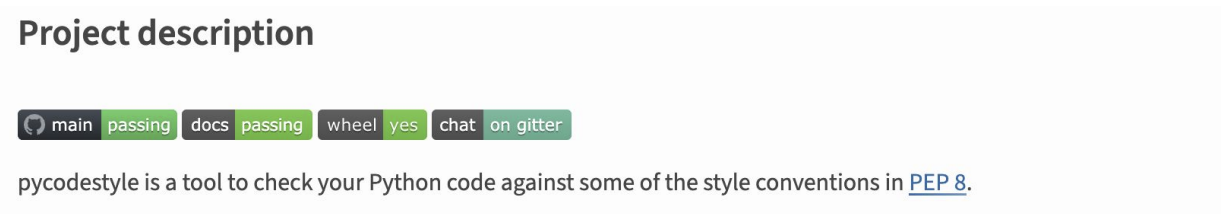 Project description
main passing docs passing wheel yes chat on gitter
pycodestyle is a tool to check your Python code against some of the style conventions in PEP 8.